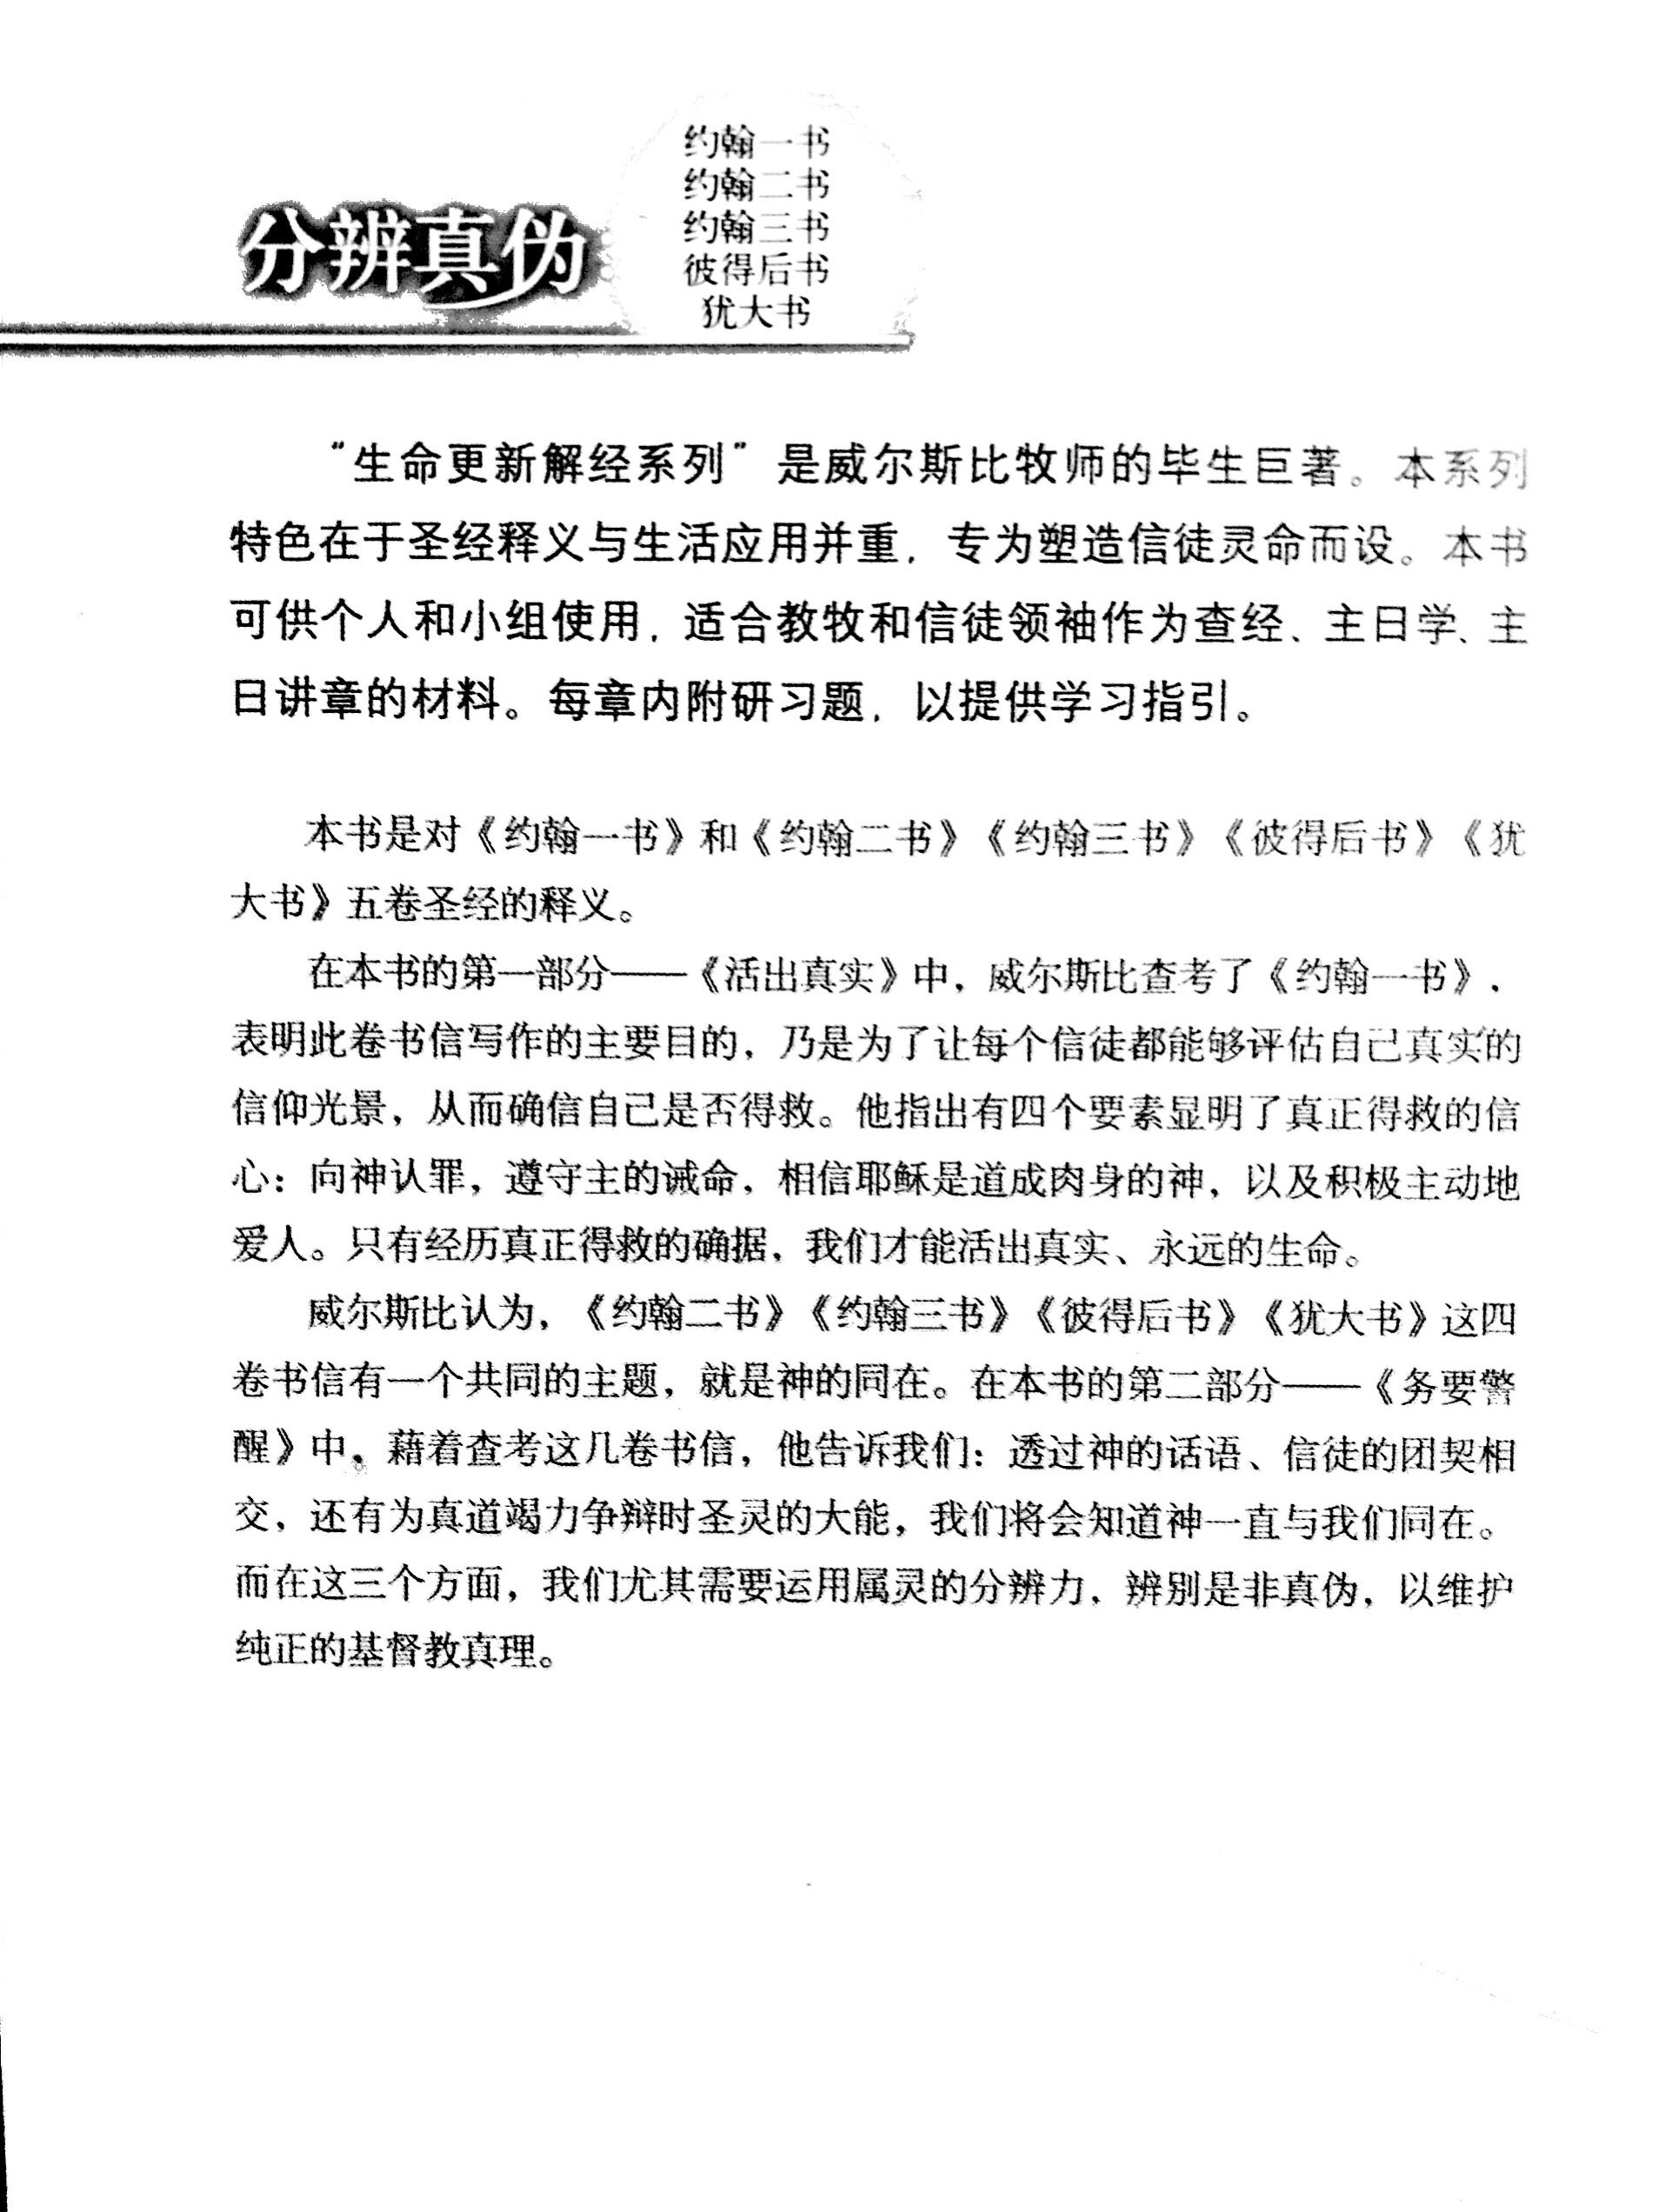 分辨真伪
约翰一书
约翰二书
约翰三书
彼得后书
犹大书
“生命更新解经系列”是威尔斯比牧师的毕生巨著。本系列
特色在于圣经释义与生活应用并重，专为塑造信徒灵命而设。本书
可供个人和小组使用，适合教牧和信徒领袖作为查经、主日学、主
日讲章的材料。每章内附研习题，以提供学习指引。
本书是对《约翰一书》和《约翰二书》《约翰三书》《彼得后书》《犹
大书》五卷圣经的释义。
在本书的第一部分——《活出真实》中，威尔斯比查考了《约翰一书》，
表明此卷书信写作的主要目的，乃是为了让每个信徒都能够评估自己真实的
信仰光景，从而确信自己是否得救。他指出有四个要素显明了真正得救的信
心：向神认罪，遵守主的诫命，相信耶稣是道成肉身的神，以及积极主动地
爱人。只有经历真正得救的确据，我们才能活出真实、永远的生命。
威尔斯比认为，《约翰二书》《约翰三书》《彼得后书》《犹大书》这四
卷书信有一个共同的主题，就是神的同在。在本书的第二部分——《务要警
醒》中，藉着查考这几卷书信，他告诉我们：透过神的话语、信徒的团契相
交，还有为真道竭力争辩时圣灵的大能，我们将会知道神一直与我们同在。
而在这三个方面，我们尤其需要运用属灵的分辨力，辨别是非真伪，以维护
纯正的基督教真理。